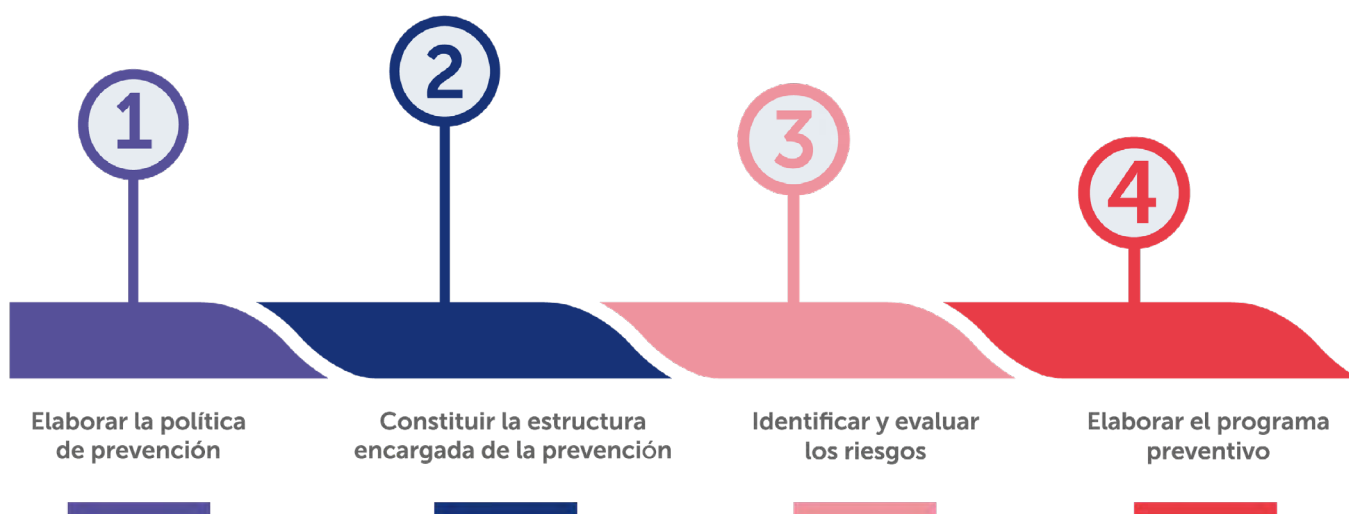 1
2
3
4
Elaborar la política
de prevención
Constituir la estructura
encargada de la prevención
Identificar y evaluar
los riesgos
Elaborar el programa
preventivo